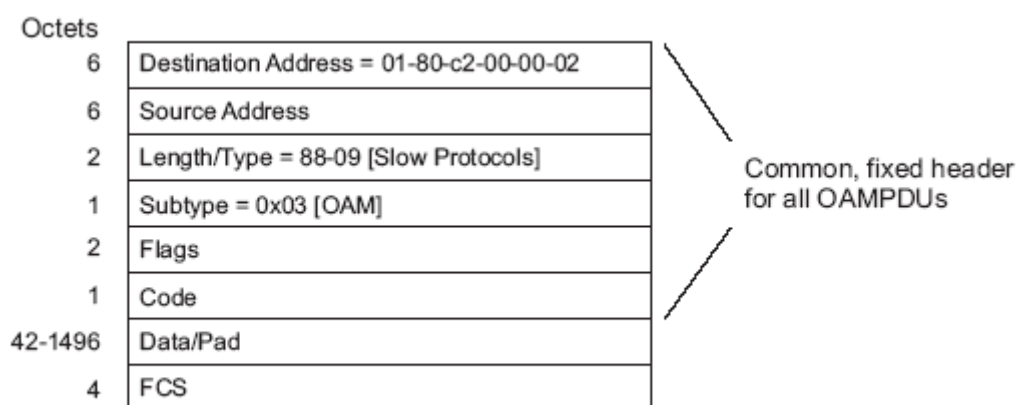 Octets
6 Destination Address = 01-80-c2-00-00-02
6 Source Address
2 Length/Type = 88-09 [Slow Protocols]
1 Subtype = 0x03 [OAM]
2 Flags
1 Code
42-1496 Data/Pad
4 FCS
Common, fixed header
for all OAMPDUs